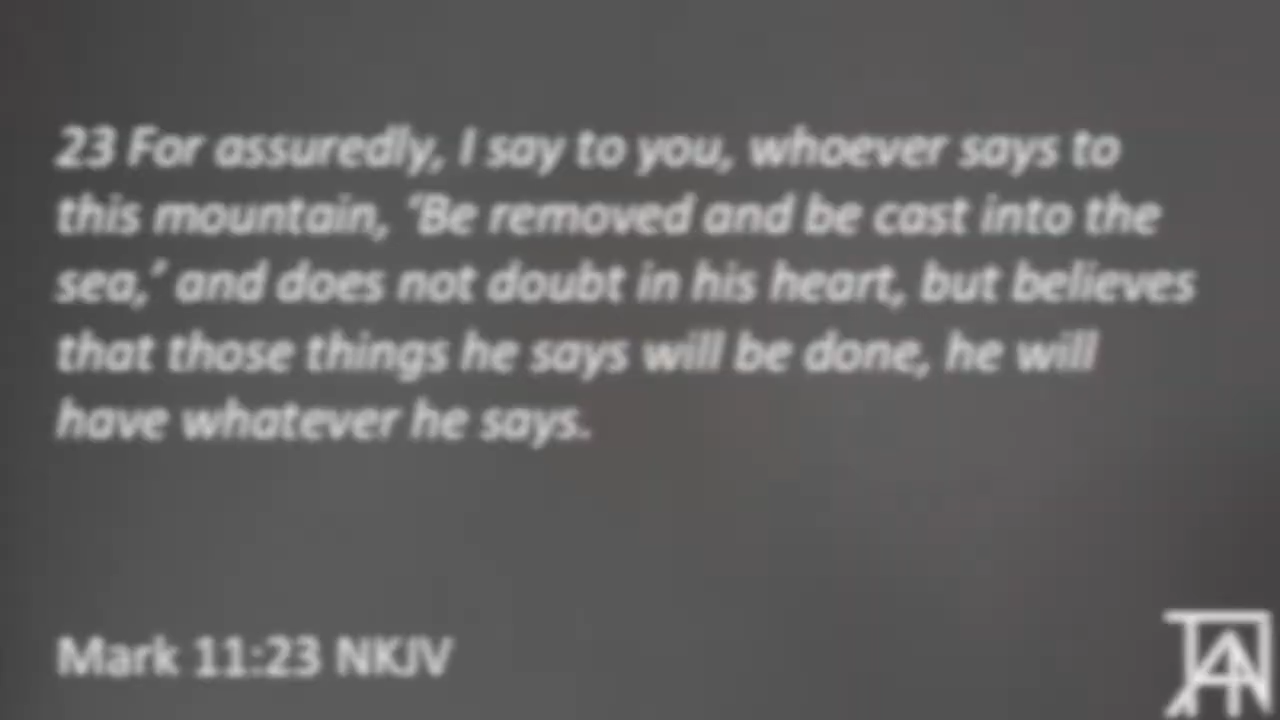 23 For assuredly, I say to you, whoever says to
this mountain, ‘Be removed and be cast into the
sea,’ and does not doubt in his heart, but believes
that those things he says will be done, he will
have whatever he says.
Mark 11:23 NKJV